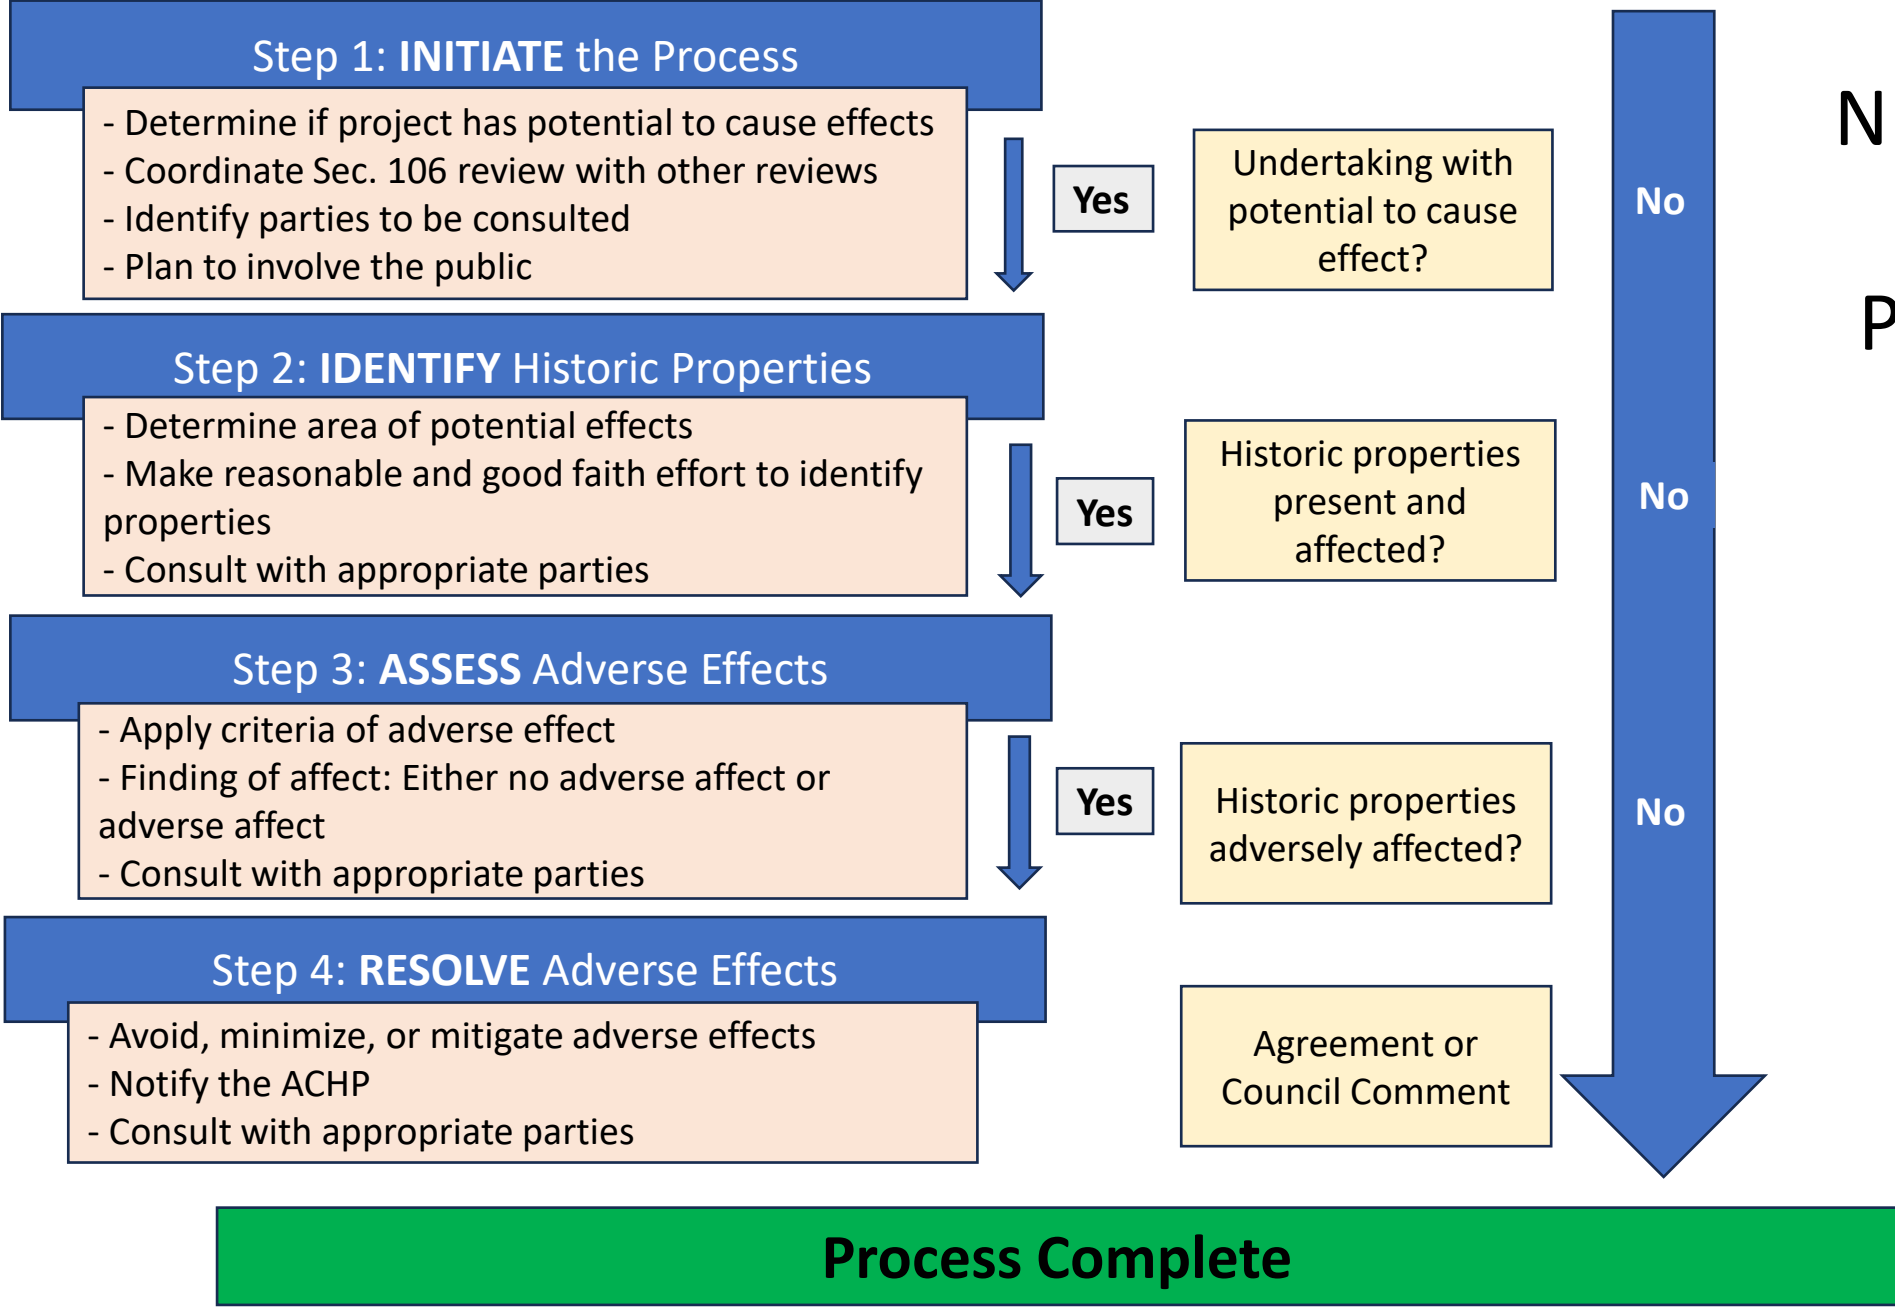 Step 1: INITIATE the Process
- Determine if project has potential to cause effects
- Coordinate Sec. 106 review with other reviews
- Identify parties to be consulted
- Plan to involve the public
Yes
Undertaking with
potential to cause
effect?
No
N
P
Step 2: IDENTIFY Historic Properties
- Determine area of potential effects
- Make reasonable and good faith effort to identify
properties
- Consult with appropriate parties
Yes
Historic properties
present and
affected?
No
Step 3: ASSESS Adverse Effects
- Apply criteria of adverse effect
- Finding of affect: Either no adverse affect or
adverse affect
- Consult with appropriate parties
Yes
Historic properties
adversely affected?
No
Step 4: RESOLVE Adverse Effects
- Avoid, minimize, or mitigate adverse effects
- Notify the ACHP
- Consult with appropriate parties
Agreement or
Council Comment
Process Complete